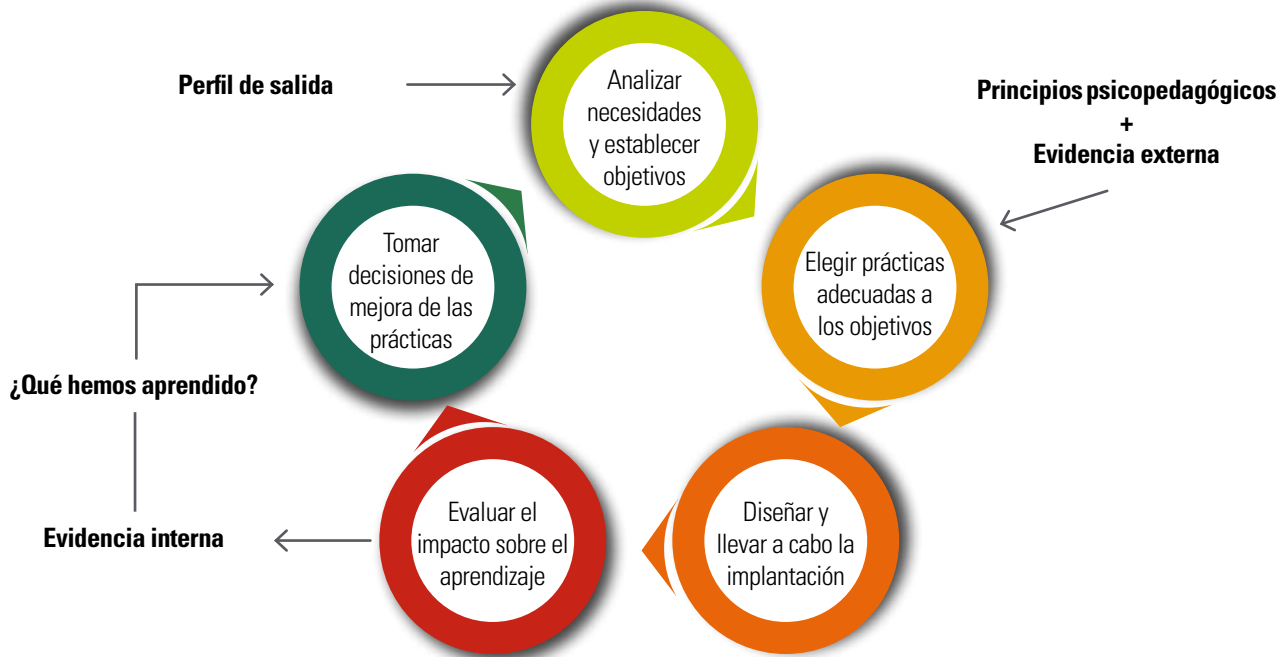 Perfil de salida
Analizar
necesidades
y establecer
objetivos
Principios psicopedagógicos
+
Evidencia externa
Elegir prácticas
adecuadas a
los objetivos
Diseñar y
llevar a cabo la
implantación
Evaluar el
impacto sobre el
aprendizaje
Evidencia interna
¿Qué hemos aprendido?
Tomar
decisiones de
mejora de las
prácticas